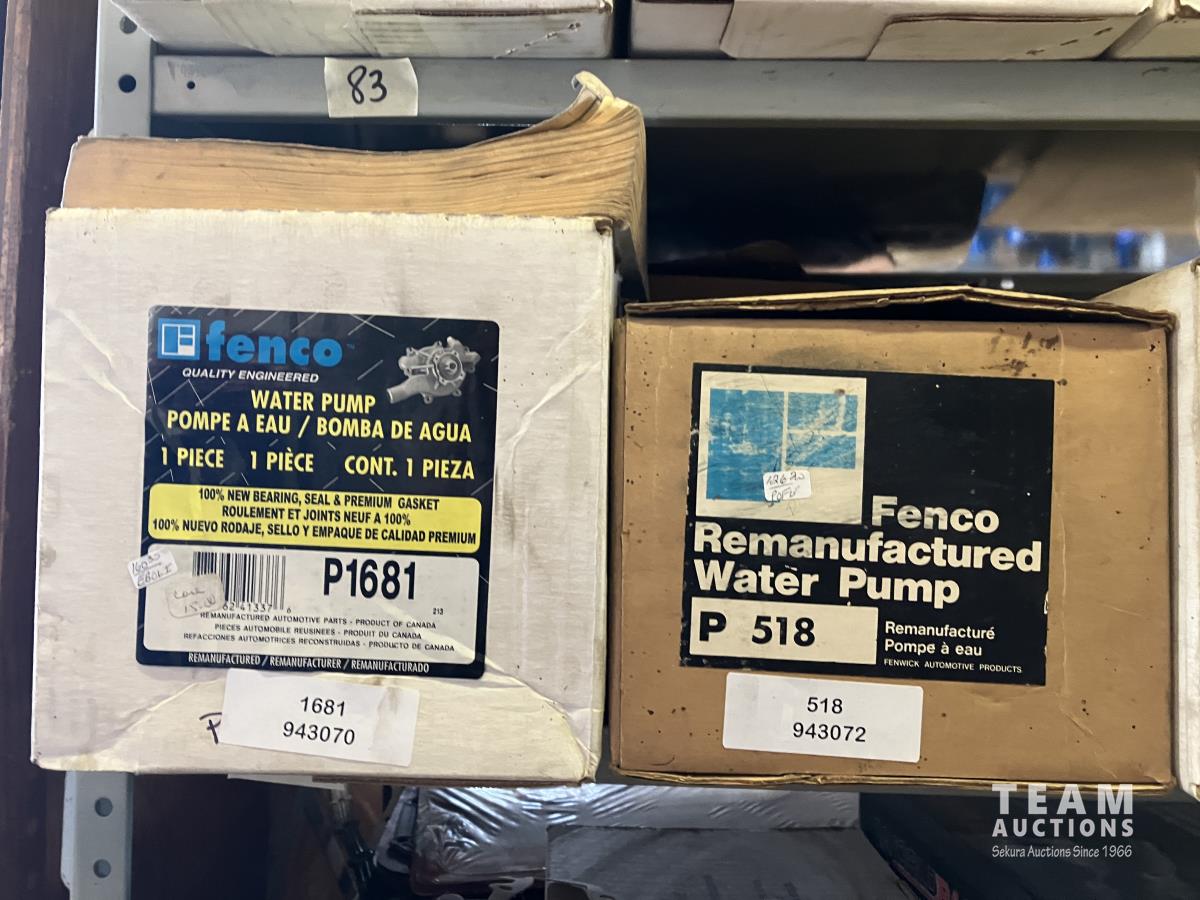 83
fenco
QUALITY ENGINEERED
WATER PUMP
POMPE A EAU / BOMBA DE AGUA
1 PIECE 1 PIÈCE CONT. 1 PIEZA
100% NEW BEARING, SEAL & PREMIUM GASKET
ROULEMENT ET JOINTS NEUF A 100%
100% NUEVO RODAJE, SELLO Y EMPAQUE DE CALIDAD PREMIUM
P1681
62 41337 6
213
REMANUFACTURED AUTOMOTIVE PARTS - PRODUCT OF CANADA
PIECES AUTOMOBILE REUSINEES - PRODUIT DU CANADA
REFACCIONES AUTOMOTRICES RECONSTRUIDAS - PRODUCTO DE CANADA
REMANUFACTURED / REMANUFACTURER / REMANUFACTURADO
1681
943070
Fenco
Remanufactured
Water Pump
P 518
Remanufacturé
Pompe à eau
FENWICK AUTOMOTIVE PRODUCTS
518
943072
TEAM
AUCTIONS
Sekura Auctions Since 1966